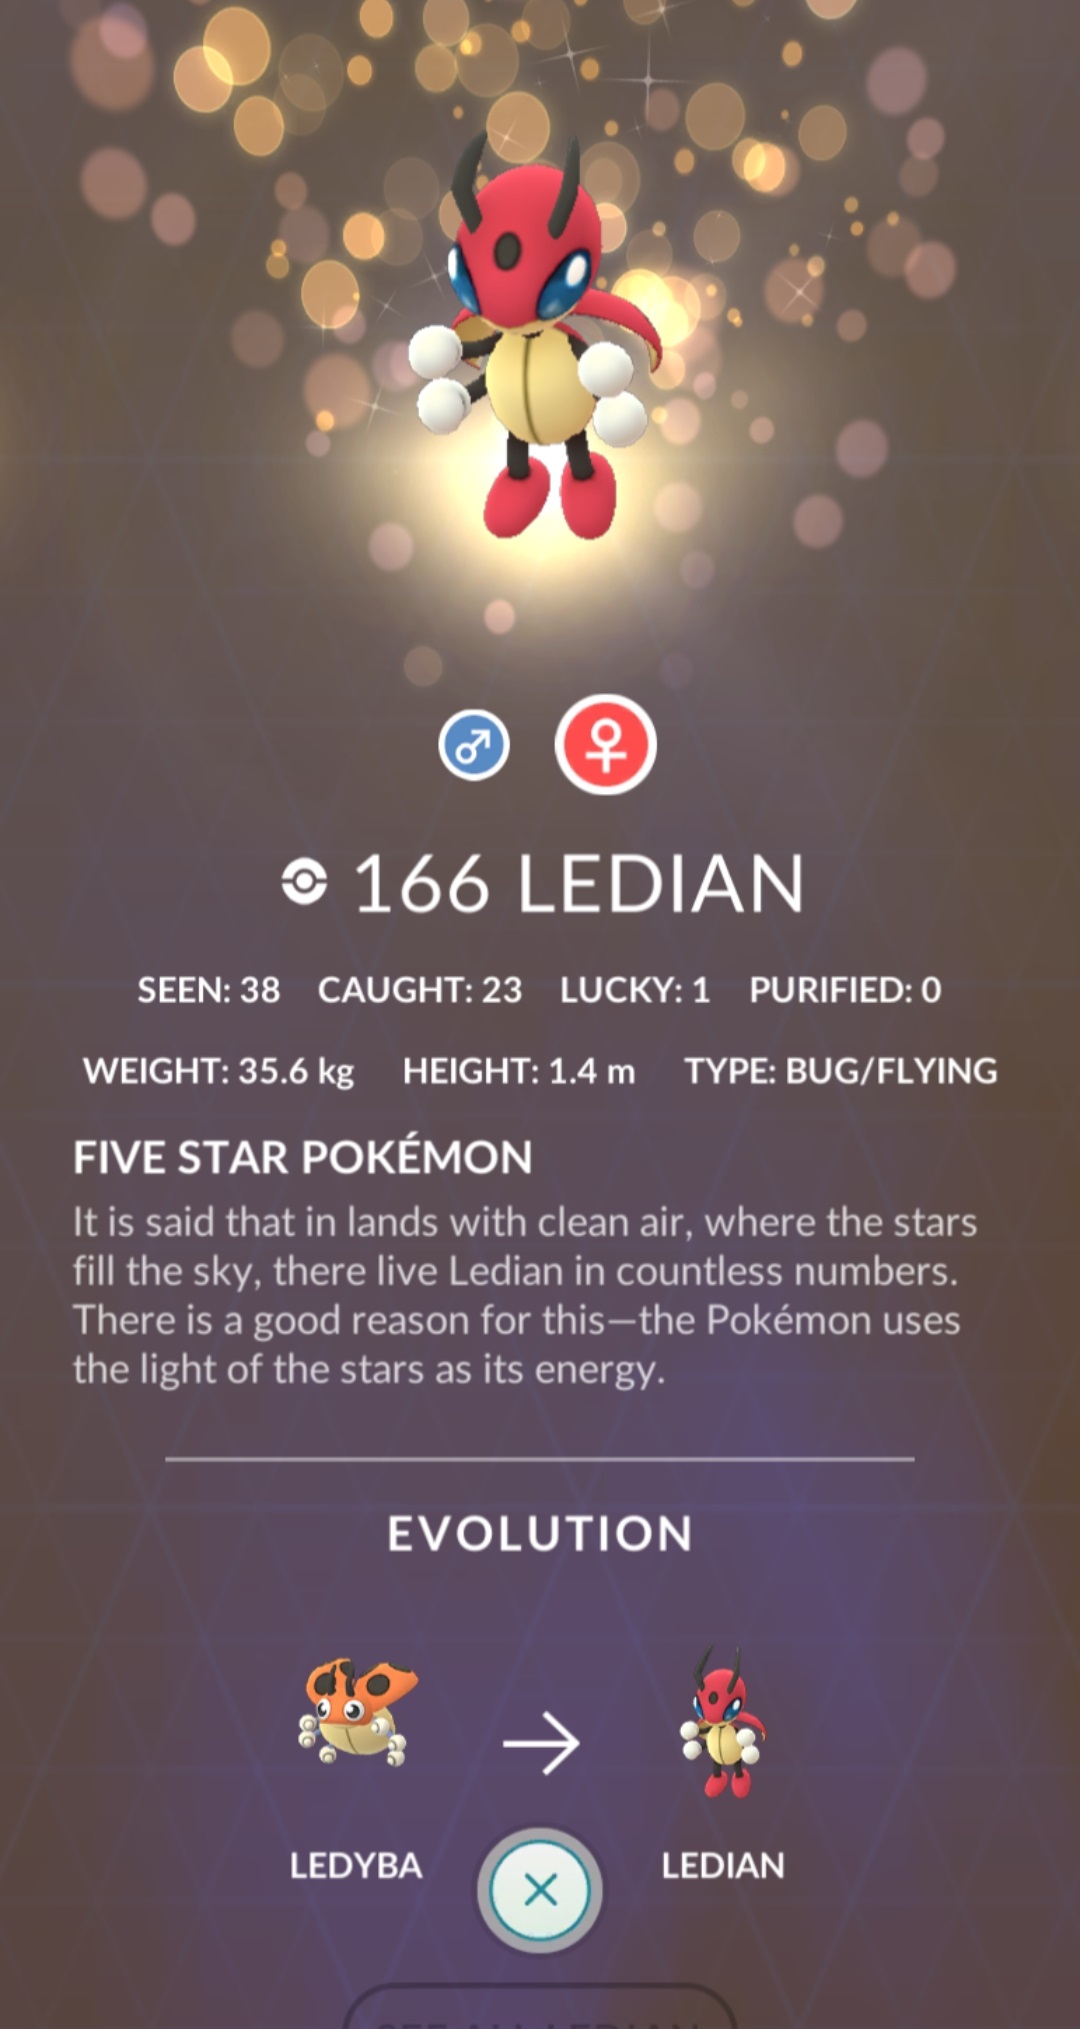 166 LEDIAN
SEEN: 38 CAUGHT: 23 LUCKY: 1 PURIFIED: 0
WEIGHT: 35.6 kg HEIGHT: 1.4 m TYPE: BUG/FLYING
FIVE STAR POKÉMON
It is said that in lands with clean air, where the stars
fill the sky, there live Ledian in countless numbers.
There is a good reason for this—the Pokémon uses
the light of the stars as its energy.
EVOLUTION
LEDYBA LEDIAN
SEE ALL LEDIAN